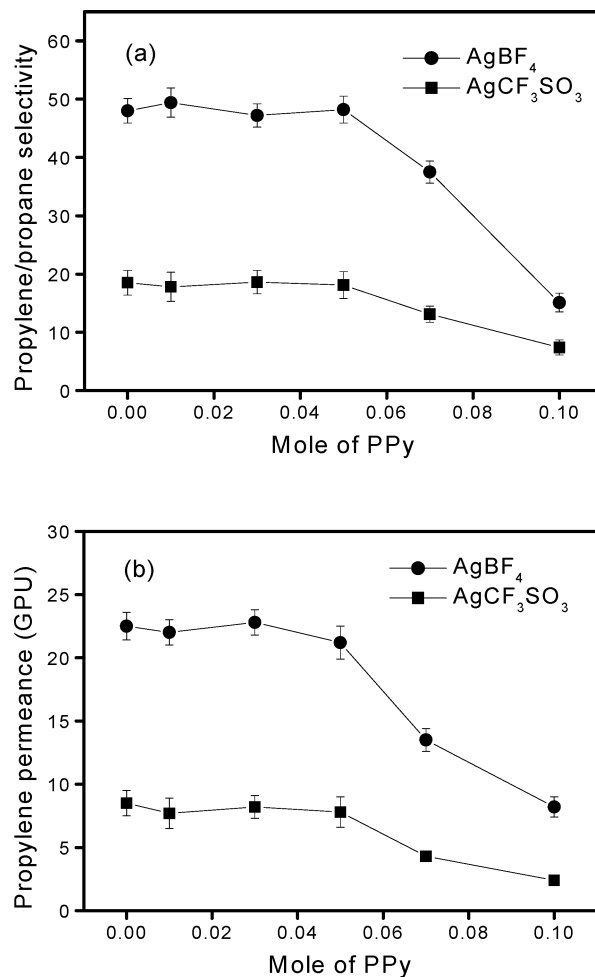 (a)
AgBF₄
AgCF₃SO₃
Propylene/propane selectivity
60
50
40
30
20
10
0
0.00 0.02 0.04 0.06 0.08 0.10
Mole of PPy
(b)
AgBF₄
AgCF₃SO₃
Propylene permeance (GPU)
30
25
20
15
10
5
0
0.00 0.02 0.04 0.06 0.08 0.10
Mole of PPy